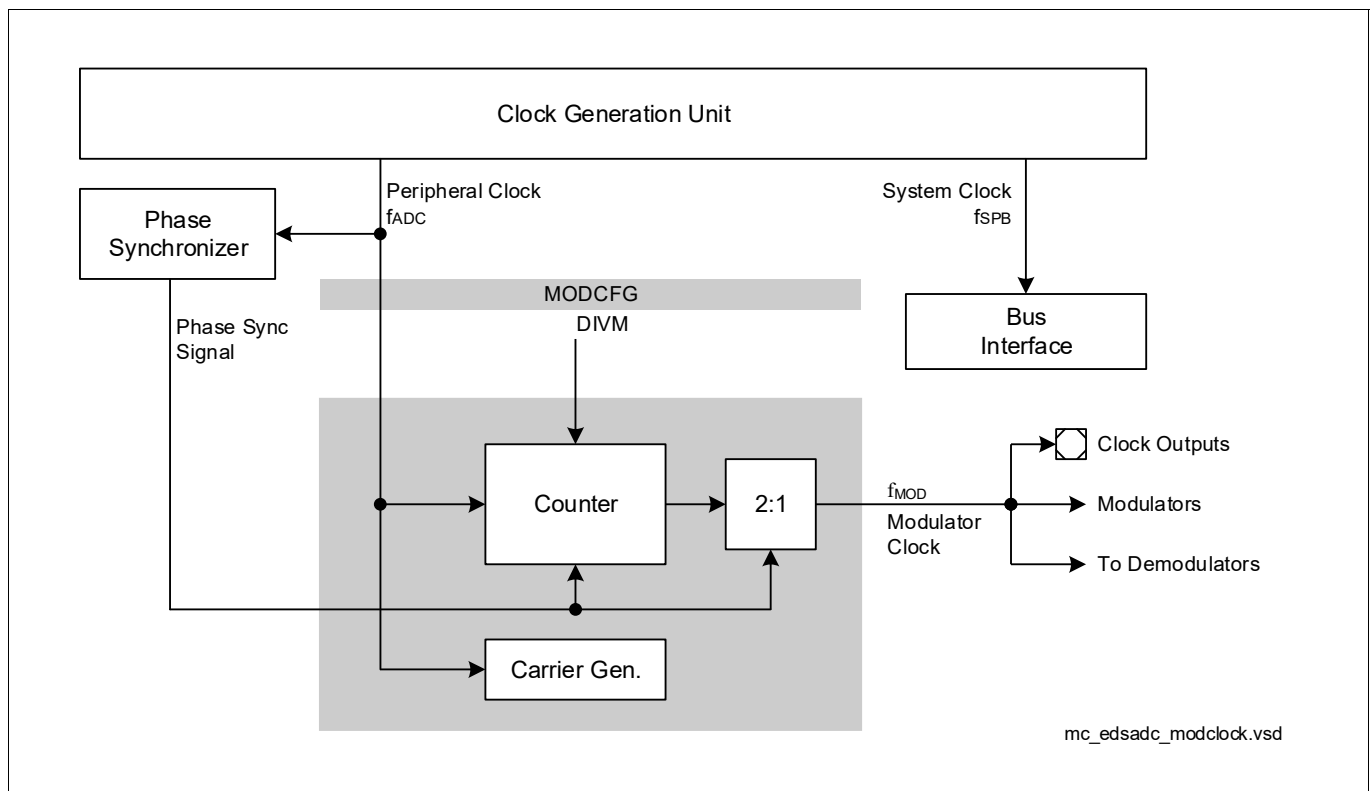 Clock Generation Unit
Peripheral Clock
fADC
System Clock
fSPB
Phase
Synchronizer
MODCFG
DIVM
Bus
Interface
Phase Sync
Signal
Counter
2:1
fMOD
Modulator
Clock
Clock Outputs
Modulators
To Demodulators
Carrier Gen.
mc_edsadc_modclock.vsd